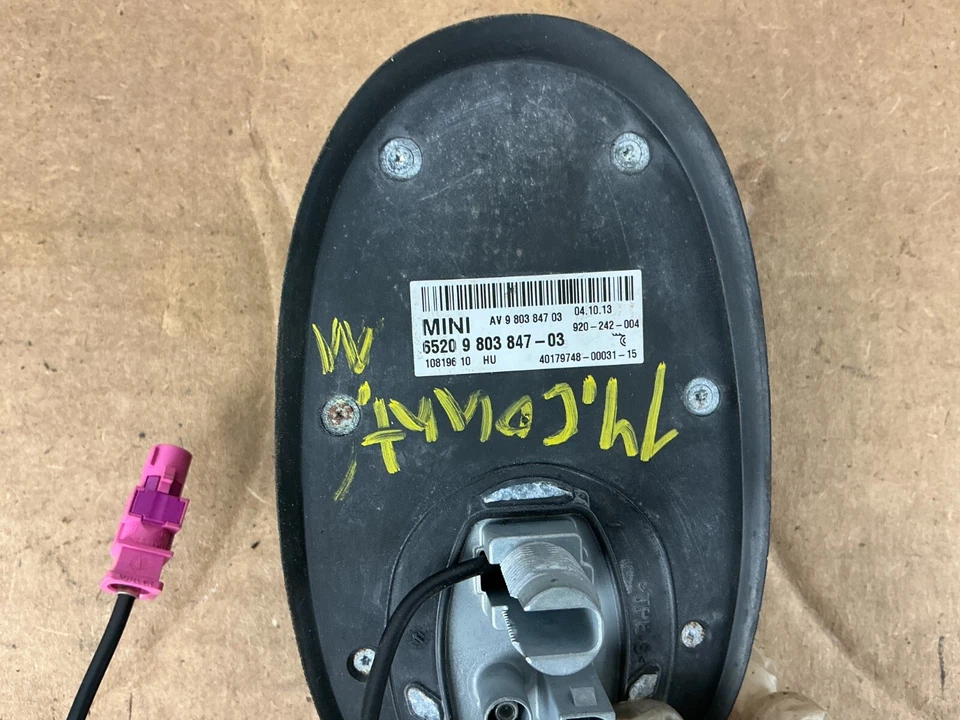 AV 9 803 847 03 04.10.13
MINI 920-242-004
6520 9 803 847-03
108196 10 HU 40179748-00031-15
14. COUNT.
M